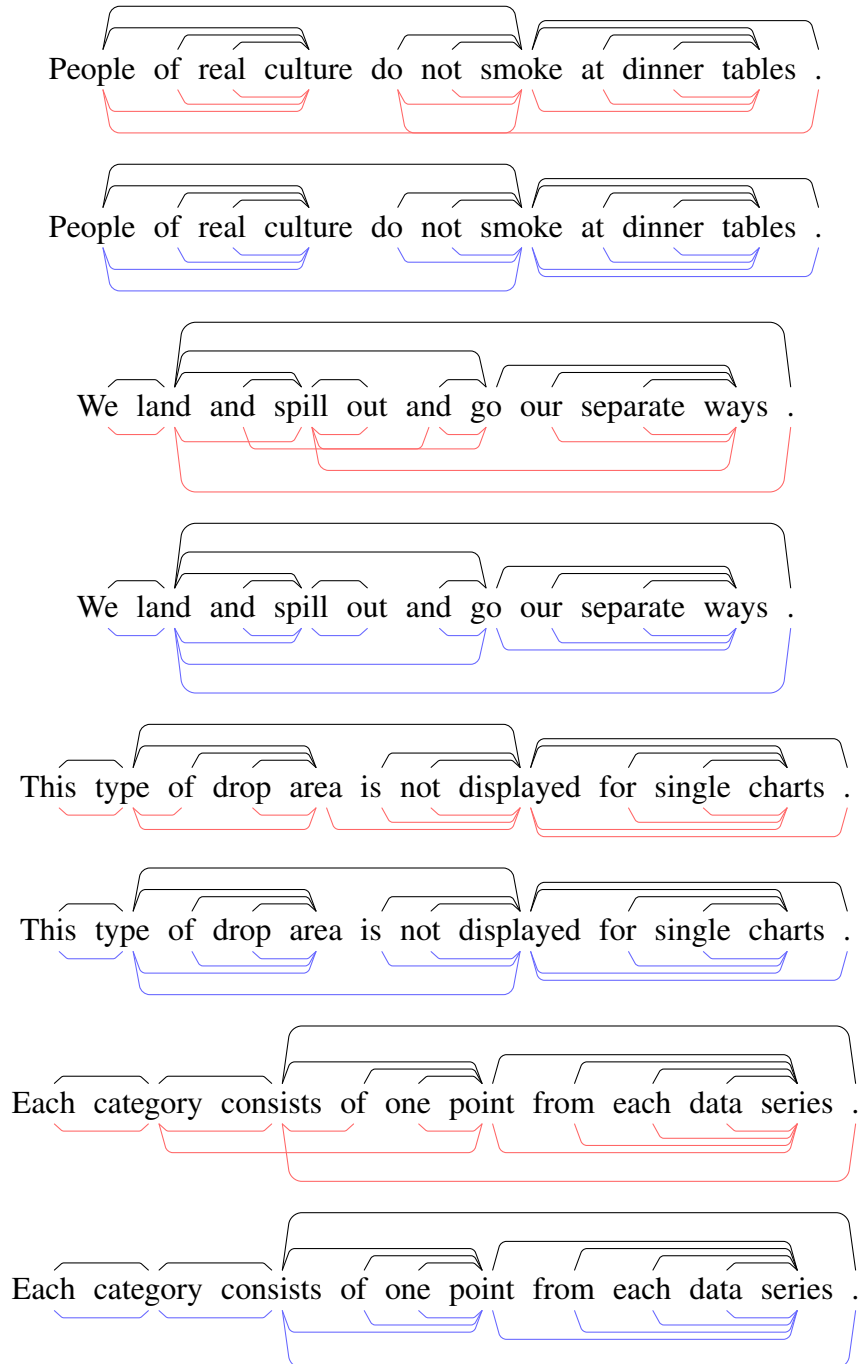 People of real culture do not smoke at dinner tables .
People of real culture do not smoke at dinner tables .
We land and spill out and go our separate ways .
We land and spill out and go our separate ways .
This type of drop area is not displayed for single charts .
This type of drop area is not displayed for single charts .
Each category consists of one point from each data series .
Each category consists of one point from each data series .